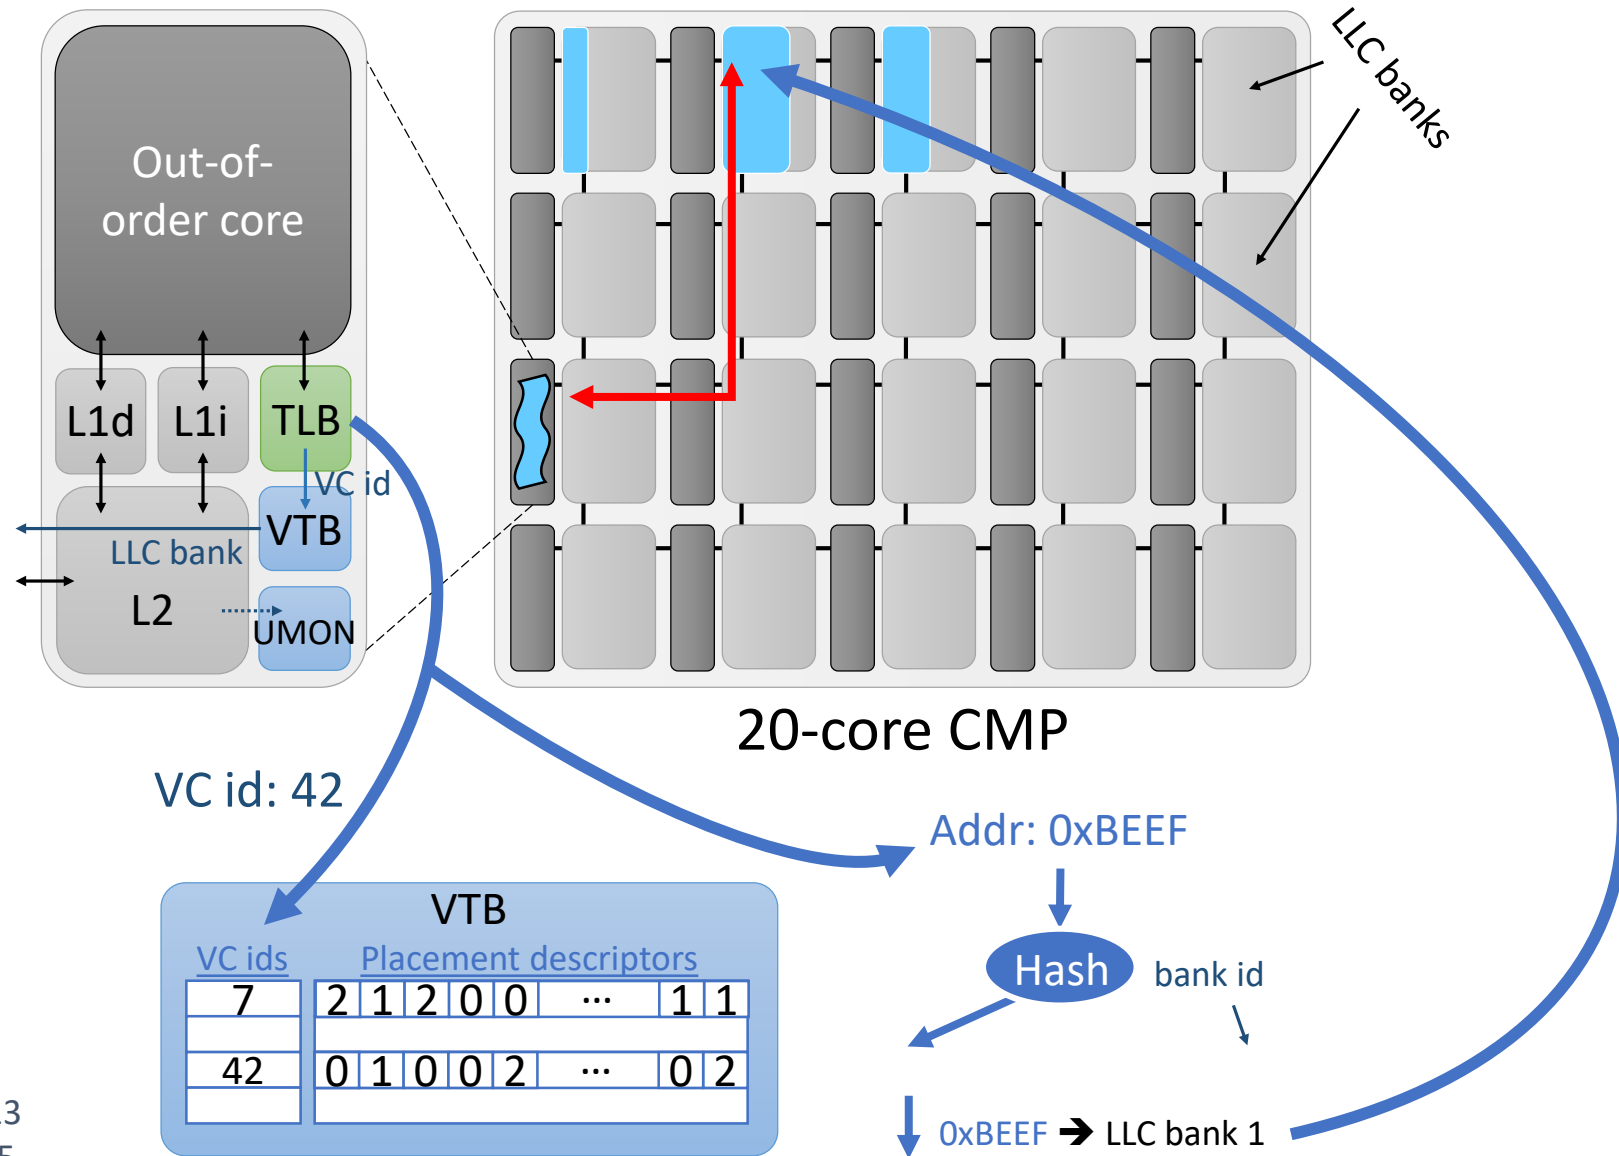 Out-of-
order core
L1d
L1i
TLB
VC id
VTB
LLC bank
L2
UMON
LLC banks
20-core CMP
VC id: 42
Addr: 0xBEEF
Hash
bank id
0xBEEF 🡺 LLC bank 1
VTB
VC ids Placement descriptors
7 2 1 2 0 0 ... 1 1
42 0 1 0 0 2 ... 0 2